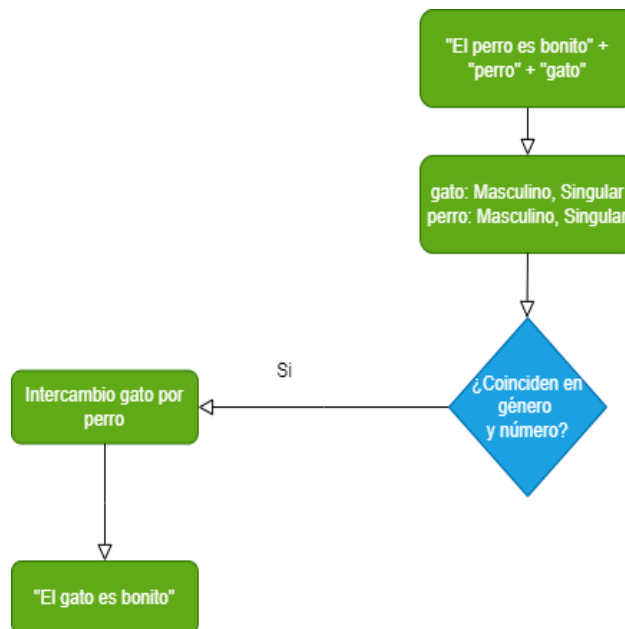 "El perro es bonito" +
"perro" + "gato"
gato: Masculino, Singular
perro: Masculino, Singular
¿Coinciden en
género
y número?
Si
Intercambio gato por
perro
"El gato es bonito"